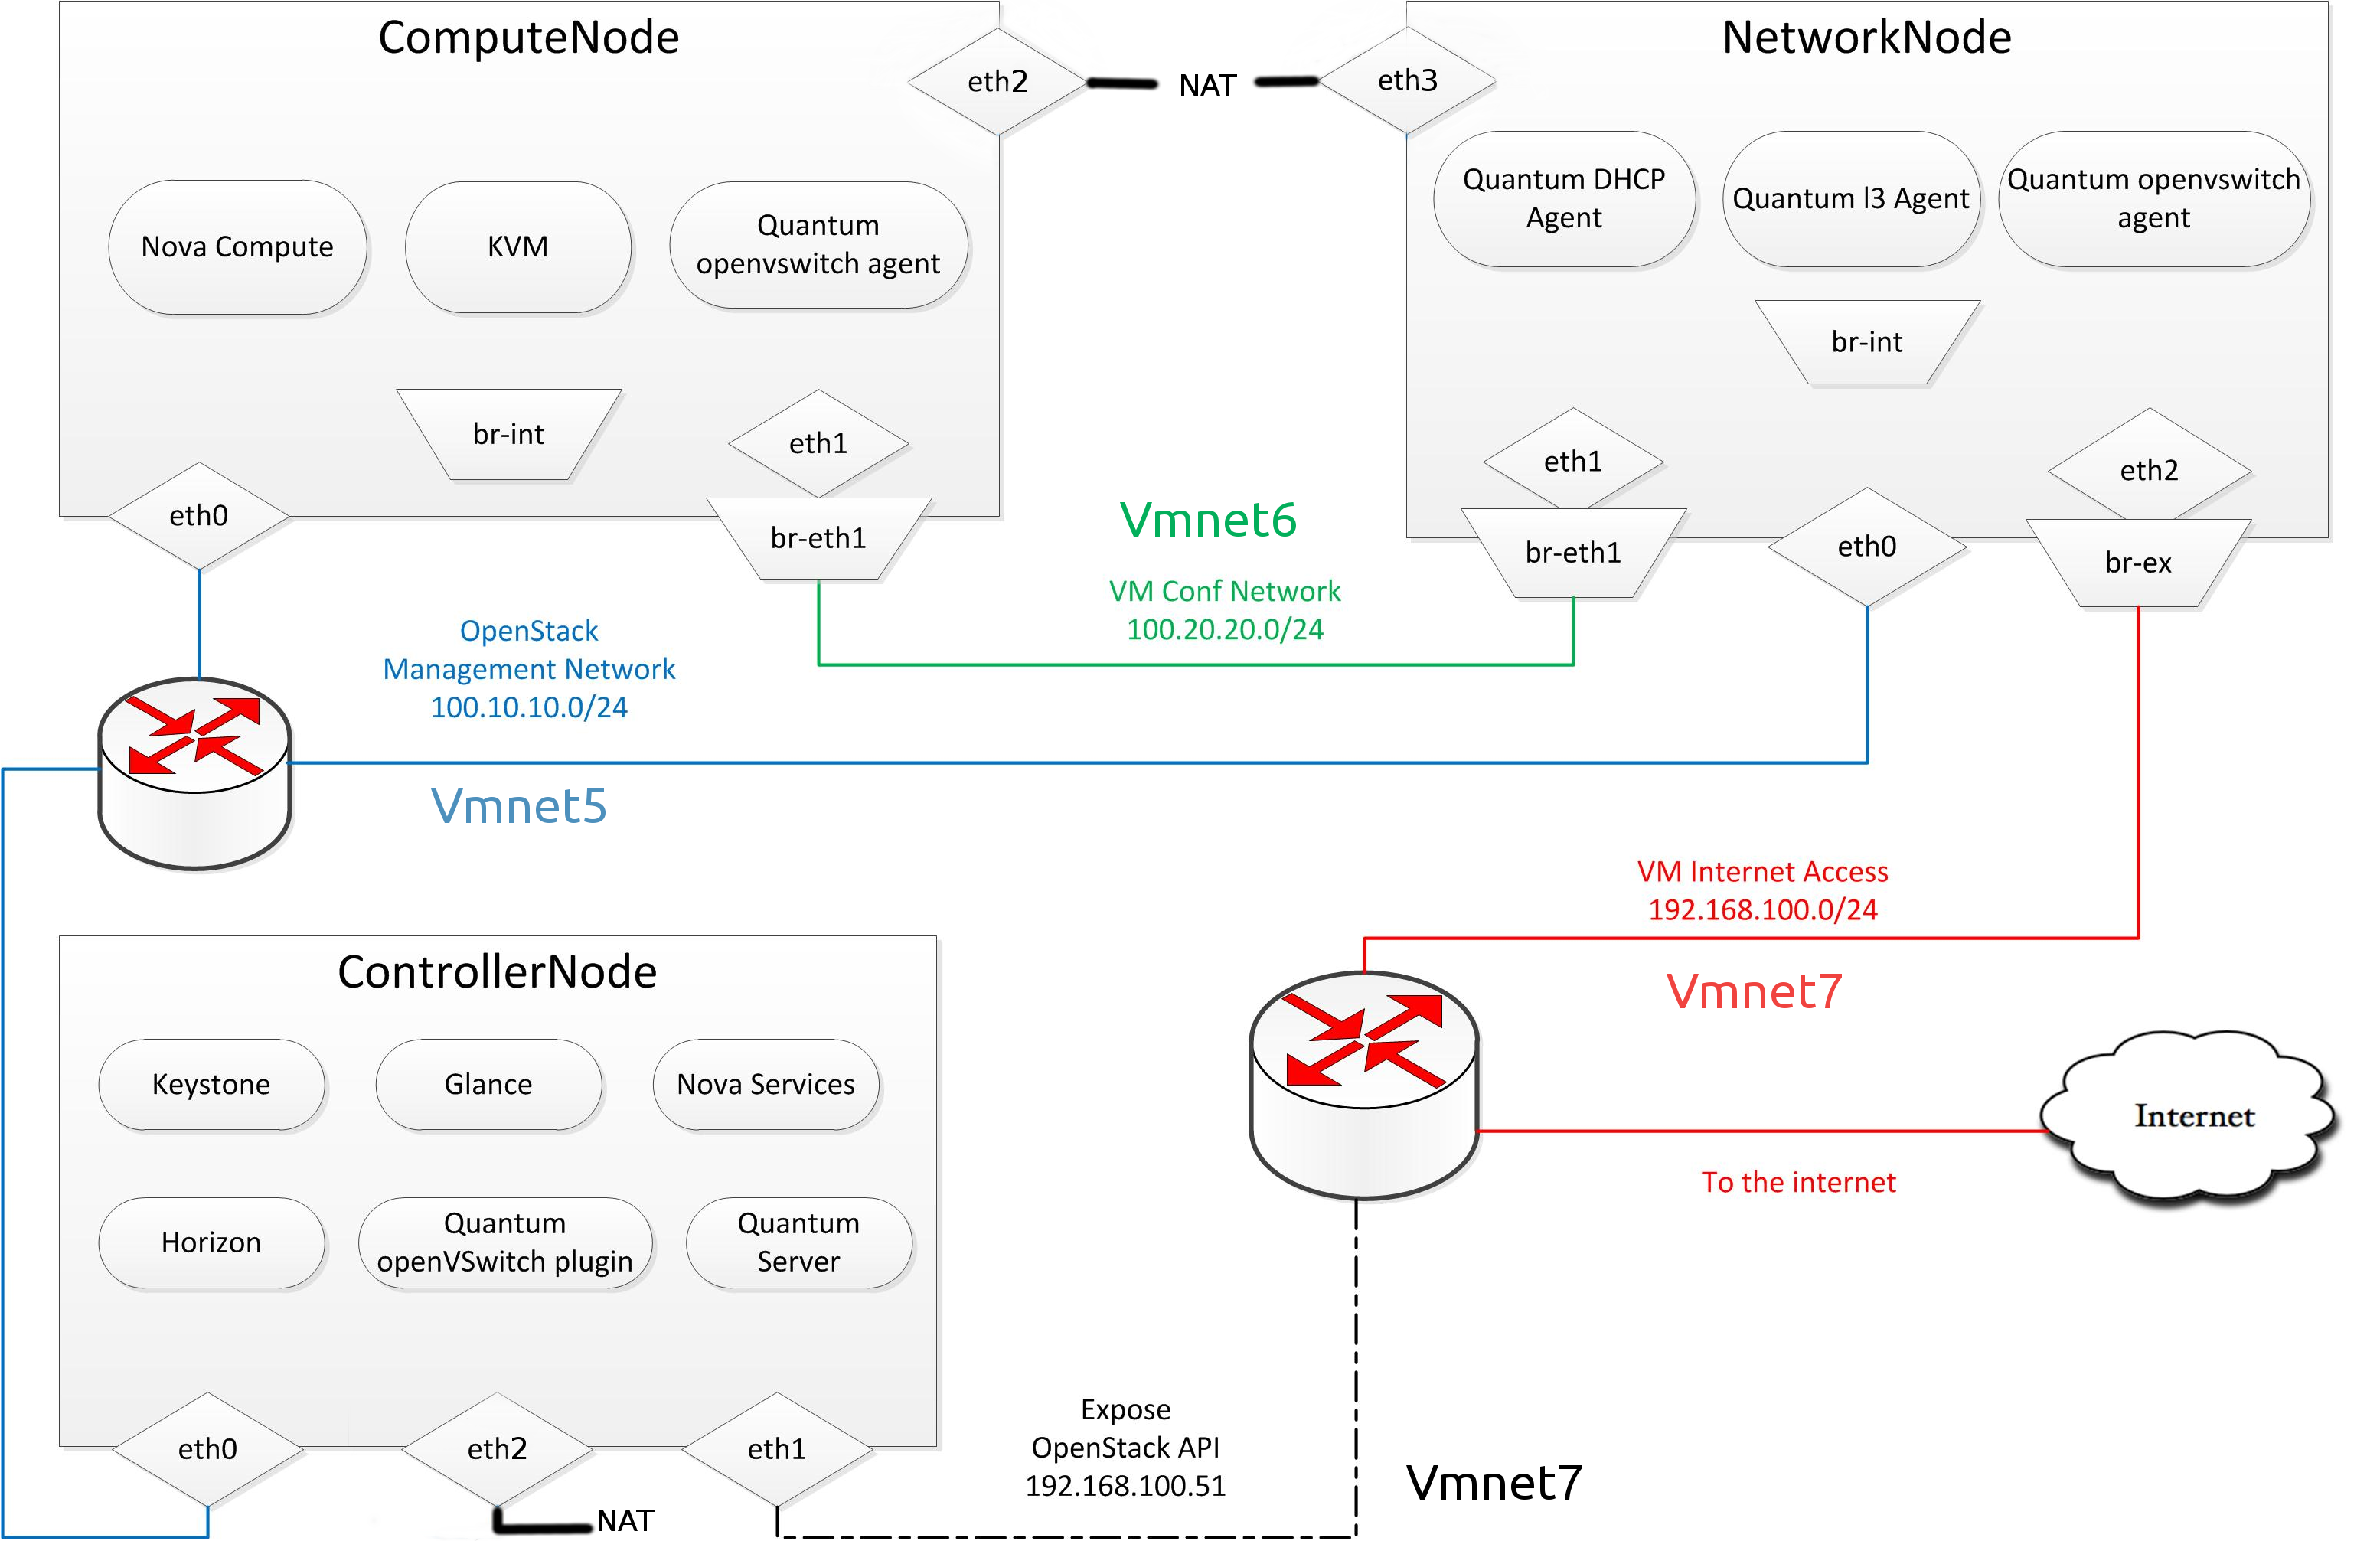 ComputeNode
eth2
NAT
eth3
NetworkNode
Nova Compute
KVM
Quantum
openvswitch agent
Quantum DHCP
Agent
Quantum l3 Agent
Quantum openvswitch
agent
br-int
br-int
eth1
eth0
br-eth1
eth1
br-eth1
eth0
eth2
br-ex
Vmnet6
VM Conf Network
100.20.20.0/24
OpenStack
Management Network
100.10.10.0/24
Vmnet5
VM Internet Access
192.168.100.0/24
Vmnet7
Internet
To the internet
ControllerNode
Keystone
Glance
Nova Services
Horizon
Quantum
openVSwitch plugin
Quantum
Server
eth0
eth2
eth1
NAT
Expose
OpenStack API
192.168.100.51
Vmnet7